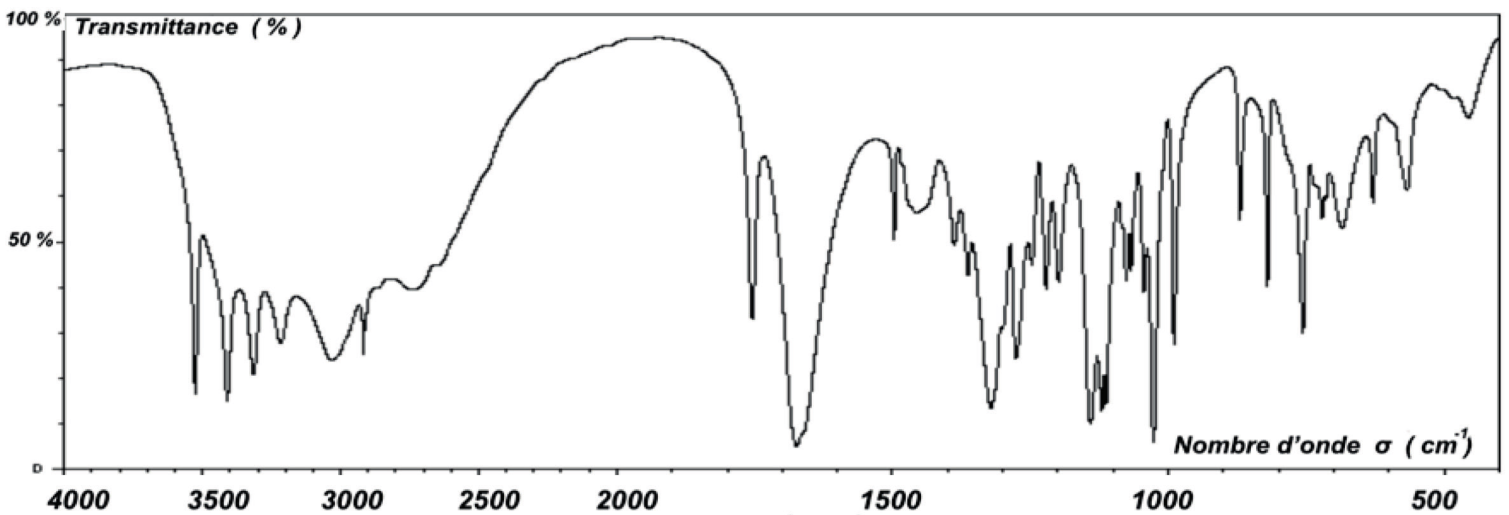 100 %
Transmittance ( % )
50 %
D
Nombre d'onde σ ( cm-1)
4000 3500 3000 2500 2000 1500 1000 500